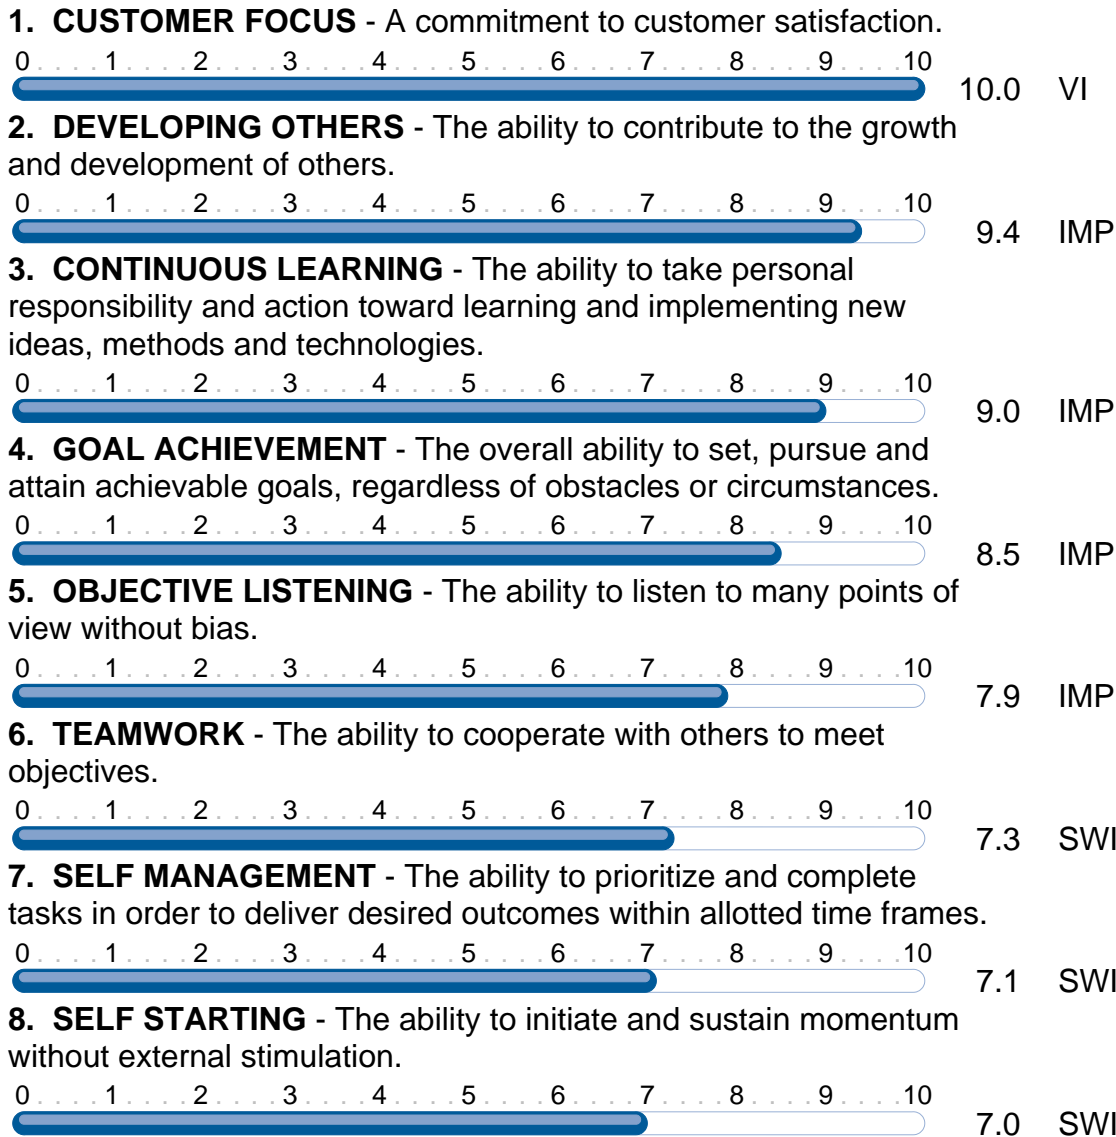 1. CUSTOMER FOCUS - A commitment to customer satisfaction.
0....1....2....3....4....5....6....7....8....9....10
10.0 VI
2. DEVELOPING OTHERS - The ability to contribute to the growth
and development of others.
0....1....2....3....4....5....6....7....8....9....10
9.4 IMP
3. CONTINUOUS LEARNING - The ability to take personal
responsibility and action toward learning and implementing new
ideas, methods and technologies.
0....1....2....3....4....5....6....7....8....9....10
9.0 IMP
4. GOAL ACHIEVEMENT - The overall ability to set, pursue and
attain achievable goals, regardless of obstacles or circumstances.
0....1....2....3....4....5....6....7....8....9....10
8.5 IMP
5. OBJECTIVE LISTENING - The ability to listen to many points of
view without bias.
0....1....2....3....4....5....6....7....8....9....10
7.9 IMP
6. TEAMWORK - The ability to cooperate with others to meet
objectives.
0....1....2....3....4....5....6....7....8....9....10
7.3 SWI
7. SELF MANAGEMENT - The ability to prioritize and complete
tasks in order to deliver desired outcomes within allotted time frames.
0....1....2....3....4....5....6....7....8....9....10
7.1 SWI
8. SELF STARTING - The ability to initiate and sustain momentum
without external stimulation.
0....1....2....3....4....5....6....7....8....9....10
7.0 SWI